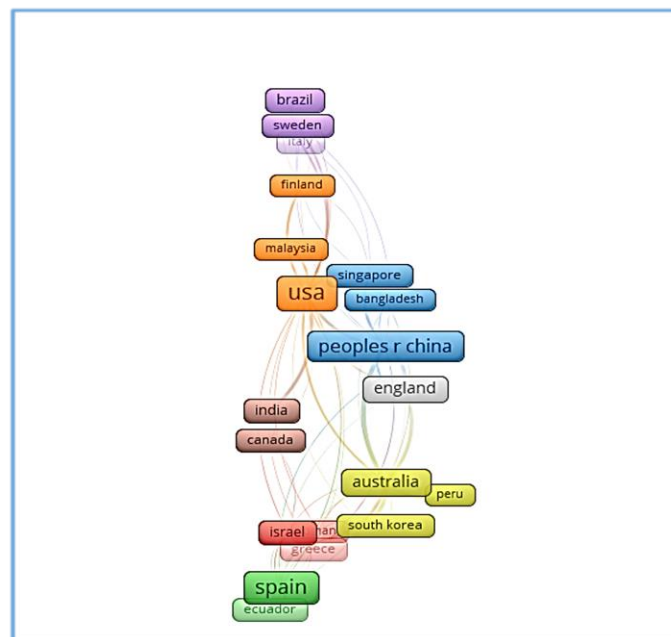 brazil
sweden
italy
finland
malaysia
singapore
usa
bangladesh
peoples r china
england
india
canada
australia
peru
south korea
israel
greece
spain
ecuador